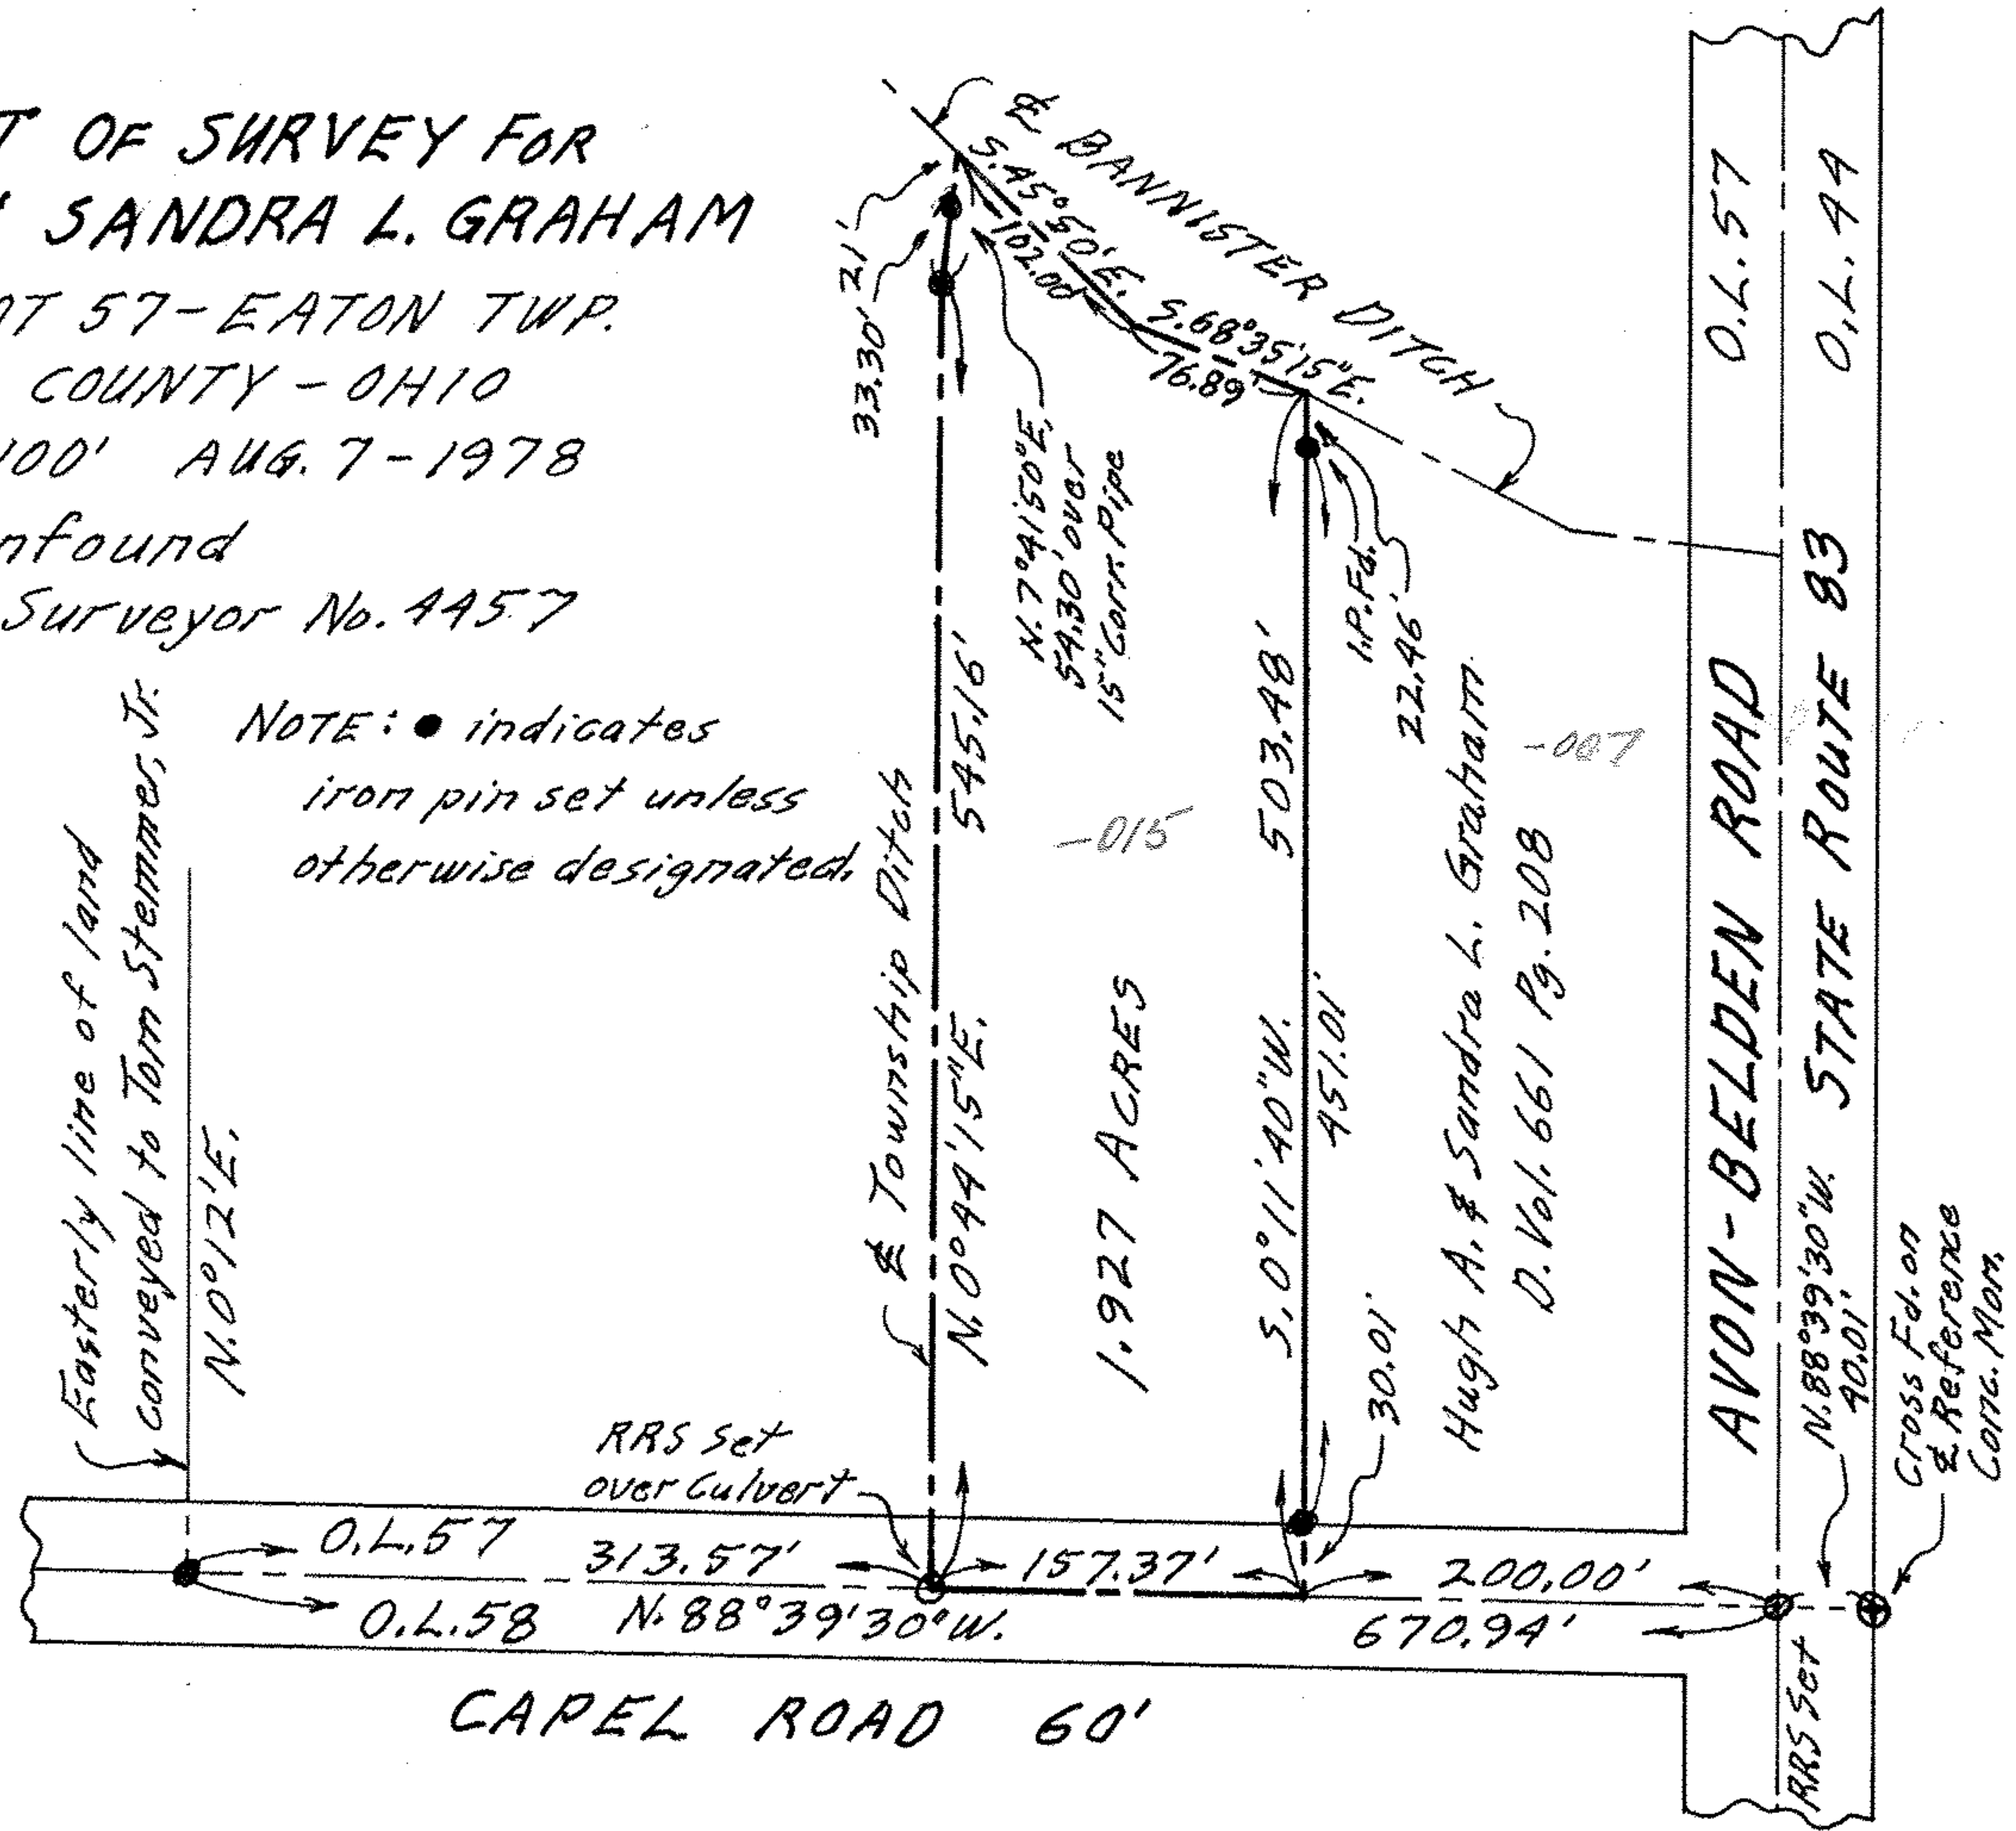 T OF SURVEY FOR
SANDRA L. GRAHAM
OT 57 - EATON TWP.
COUNTY - OHIO
100' AUG. 7 - 1978
nfound
Surveyor No. 4457
NOTE: ● indicates
iron pin set unless
otherwise designated.
Easterly line of land
conveyed to Tom Stemmer, Jr.
N.0°12'E.
℄ BANNISTER DITCH
S.45°50'E.
102.00
S.68°35'15"E.
76.89
21'
33.30'
N.7°41'50"E.
54.30' over
15" Corr. Pipe
℄ Township Ditch
545.16'
N.0°44'15"E.
-015
1.927 ACRES
503.48'
S.0°11'40"W.
451.01'
30.01'
I.P.Fd.
22.46'
Hugh A. & Sandra L. Graham
D. Vol. 661 Pg. 208
-007
O.L.57
O.L.44
AVON-BELDEN ROAD
STATE ROUTE 83
N.88°39'30"W.
40.01'
Cross Fd. on
℄ Reference
Conc. Mon.
RRS Set
over Culvert
O.L.57
313.57'
157.37'
200.00'
O.L.58
N.88°39'30"W.
670.94'
RRS Set
CAPEL ROAD 60'